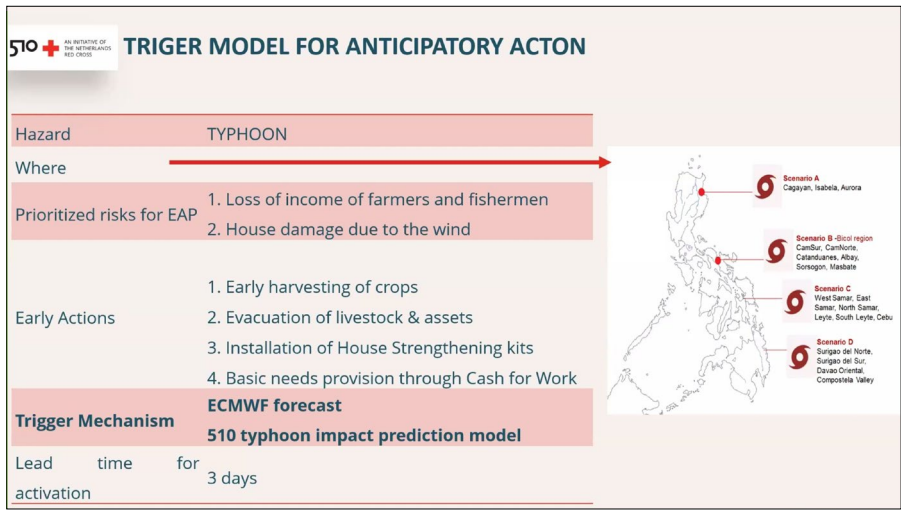 510
AN INITIATIVE OF
THE NETHERLANDS
RED CROSS
TRIGER MODEL FOR ANTICIPATORY ACTON
Hazard TYPHOON
Where
Prioritized risks for EAP
1. Loss of income of farmers and fishermen
2. House damage due to the wind
Early Actions
1. Early harvesting of crops
2. Evacuation of livestock & assets
3. Installation of House Strengthening kits
4. Basic needs provision through Cash for Work
Trigger Mechanism
ECMWF forecast
510 typhoon impact prediction model
Lead time for
activation
3 days
Scenario A
Cagayan, Isabela, Aurora
Scenario B -Bicol region
CamSur, CamNorte,
Catanduanes, Albay,
Sorsogon, Masbate
Scenario C
West Samar, East
Samar, North Samar,
Leyte, South Leyte, Cebu
Scenario D
Surigao del Norte,
Surigao del Sur,
Davao Oriental,
Compostela Valley